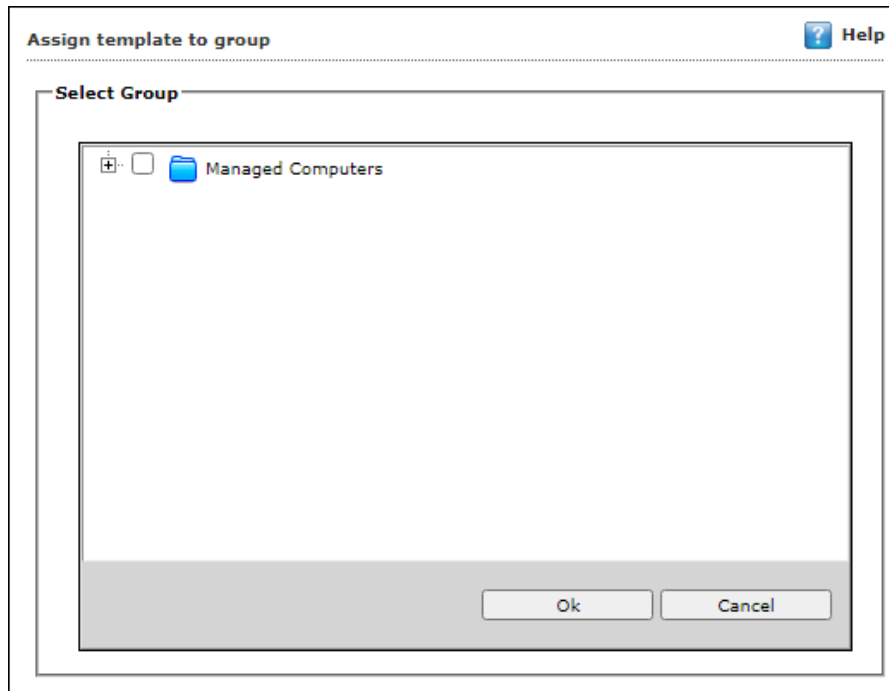 Assign template to group
? Help
Select Group
Managed Computers
Ok
Cancel